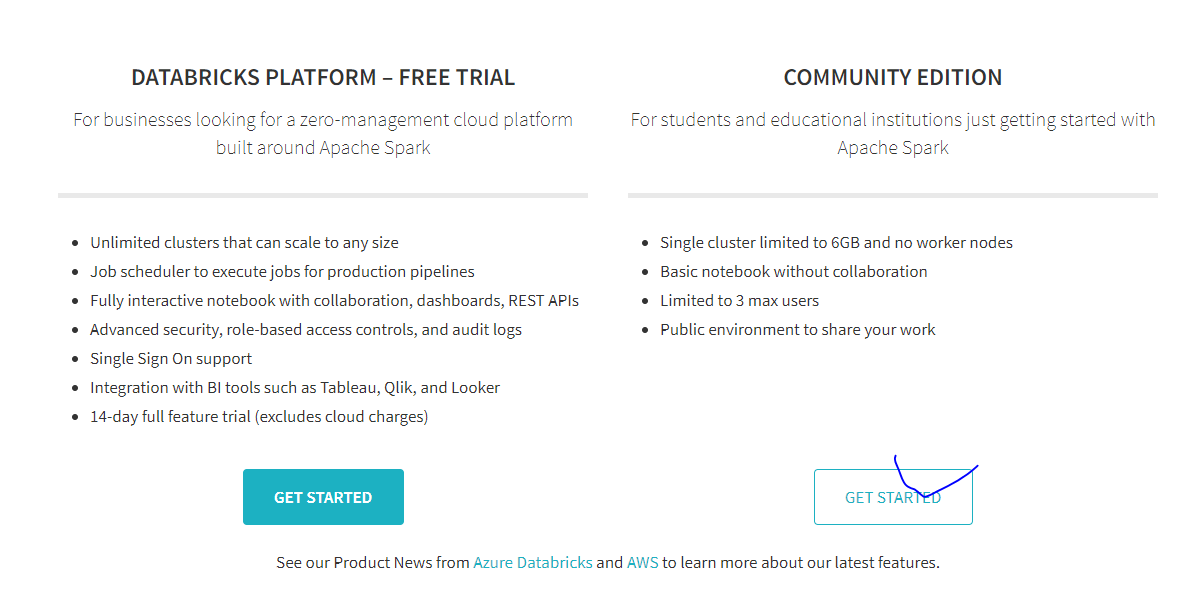 DATABRICKS PLATFORM – FREE TRIAL
For businesses looking for a zero-management cloud platform
built around Apache Spark
Unlimited clusters that can scale to any size
Job scheduler to execute jobs for production pipelines
Fully interactive notebook with collaboration, dashboards, REST APIs
Advanced security, role-based access controls, and audit logs
Single Sign On support
Integration with BI tools such as Tableau, Qlik, and Looker
14-day full feature trial (excludes cloud charges)
GET STARTED
COMMUNITY EDITION
For students and educational institutions just getting started with
Apache Spark
Single cluster limited to 6GB and no worker nodes
Basic notebook without collaboration
Limited to 3 max users
Public environment to share your work
GET STARTED
See our Product News from Azure Databricks and AWS to learn more about our latest features.